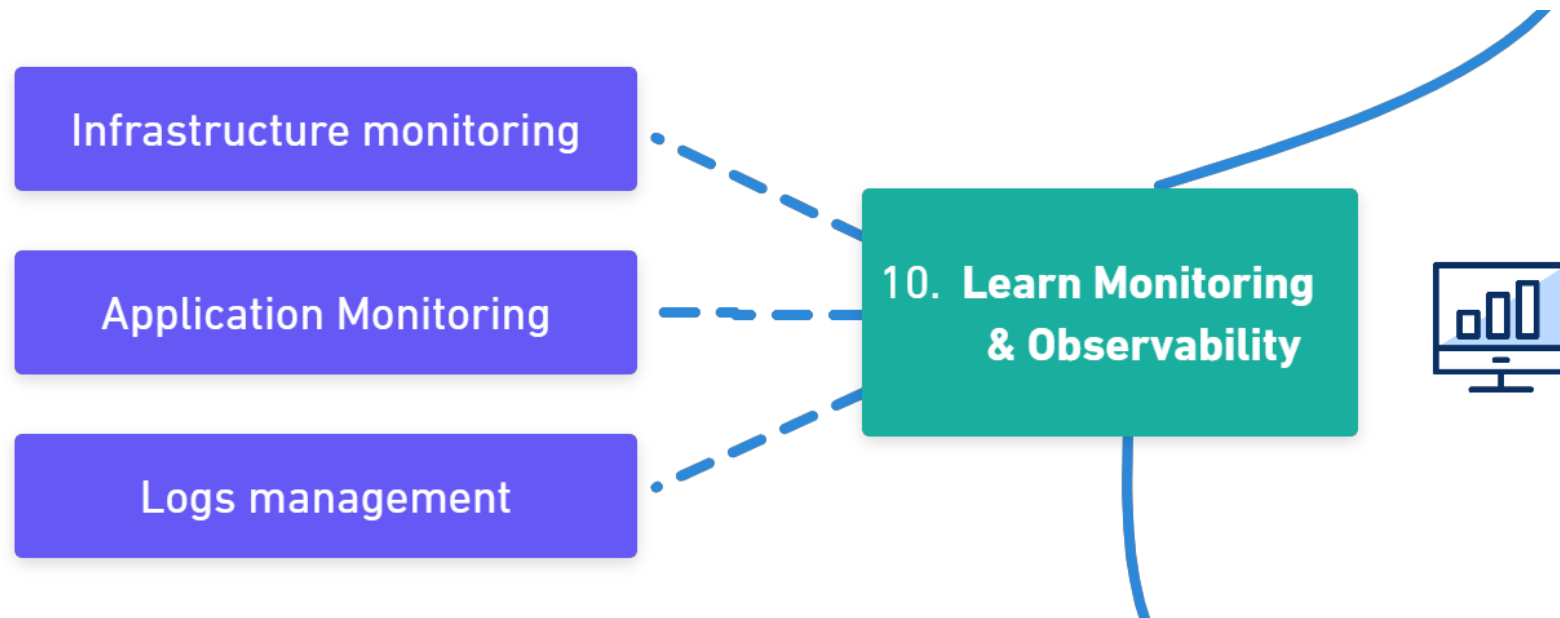 Infrastructure monitoring
Application Monitoring
Logs management
10. Learn Monitoring
& Observability